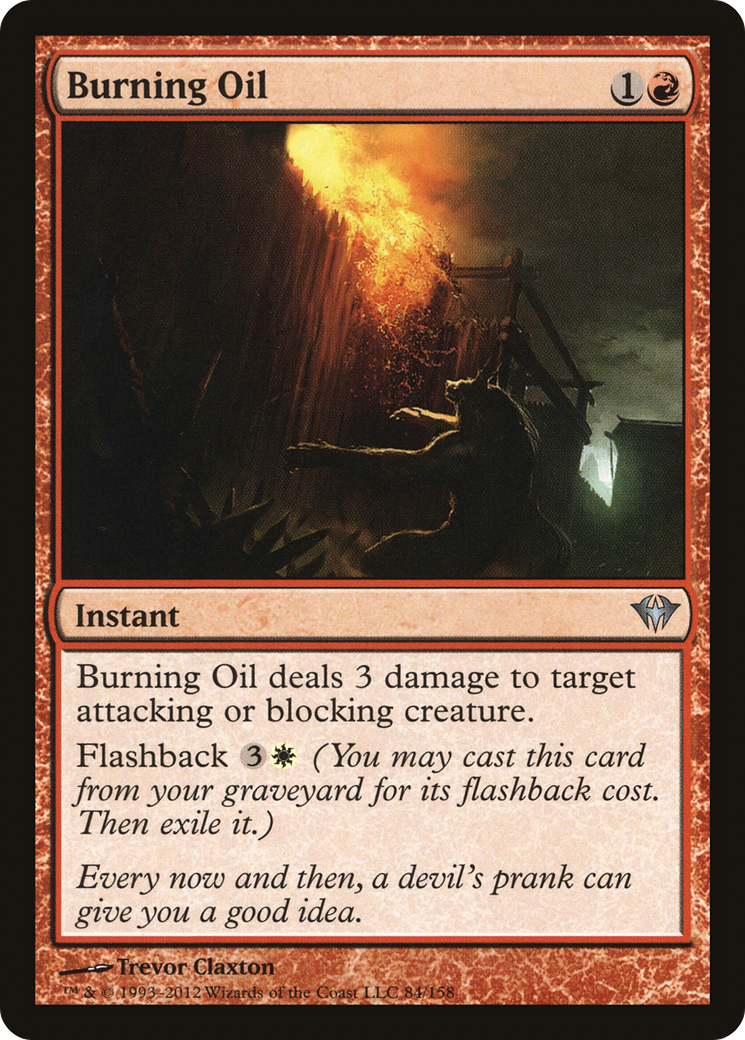 Burning Oil 1
Instant
Burning Oil deals 3 damage to target
attacking or blocking creature.
Flashback 3 (You may cast this card
from your graveyard for its flashback cost.
Then exile it.)
Every now and then, a devil's prank can
give you a good idea.
Trevor Claxton
™ & © 1993–2012 Wizards of the Coast LLC 84/158